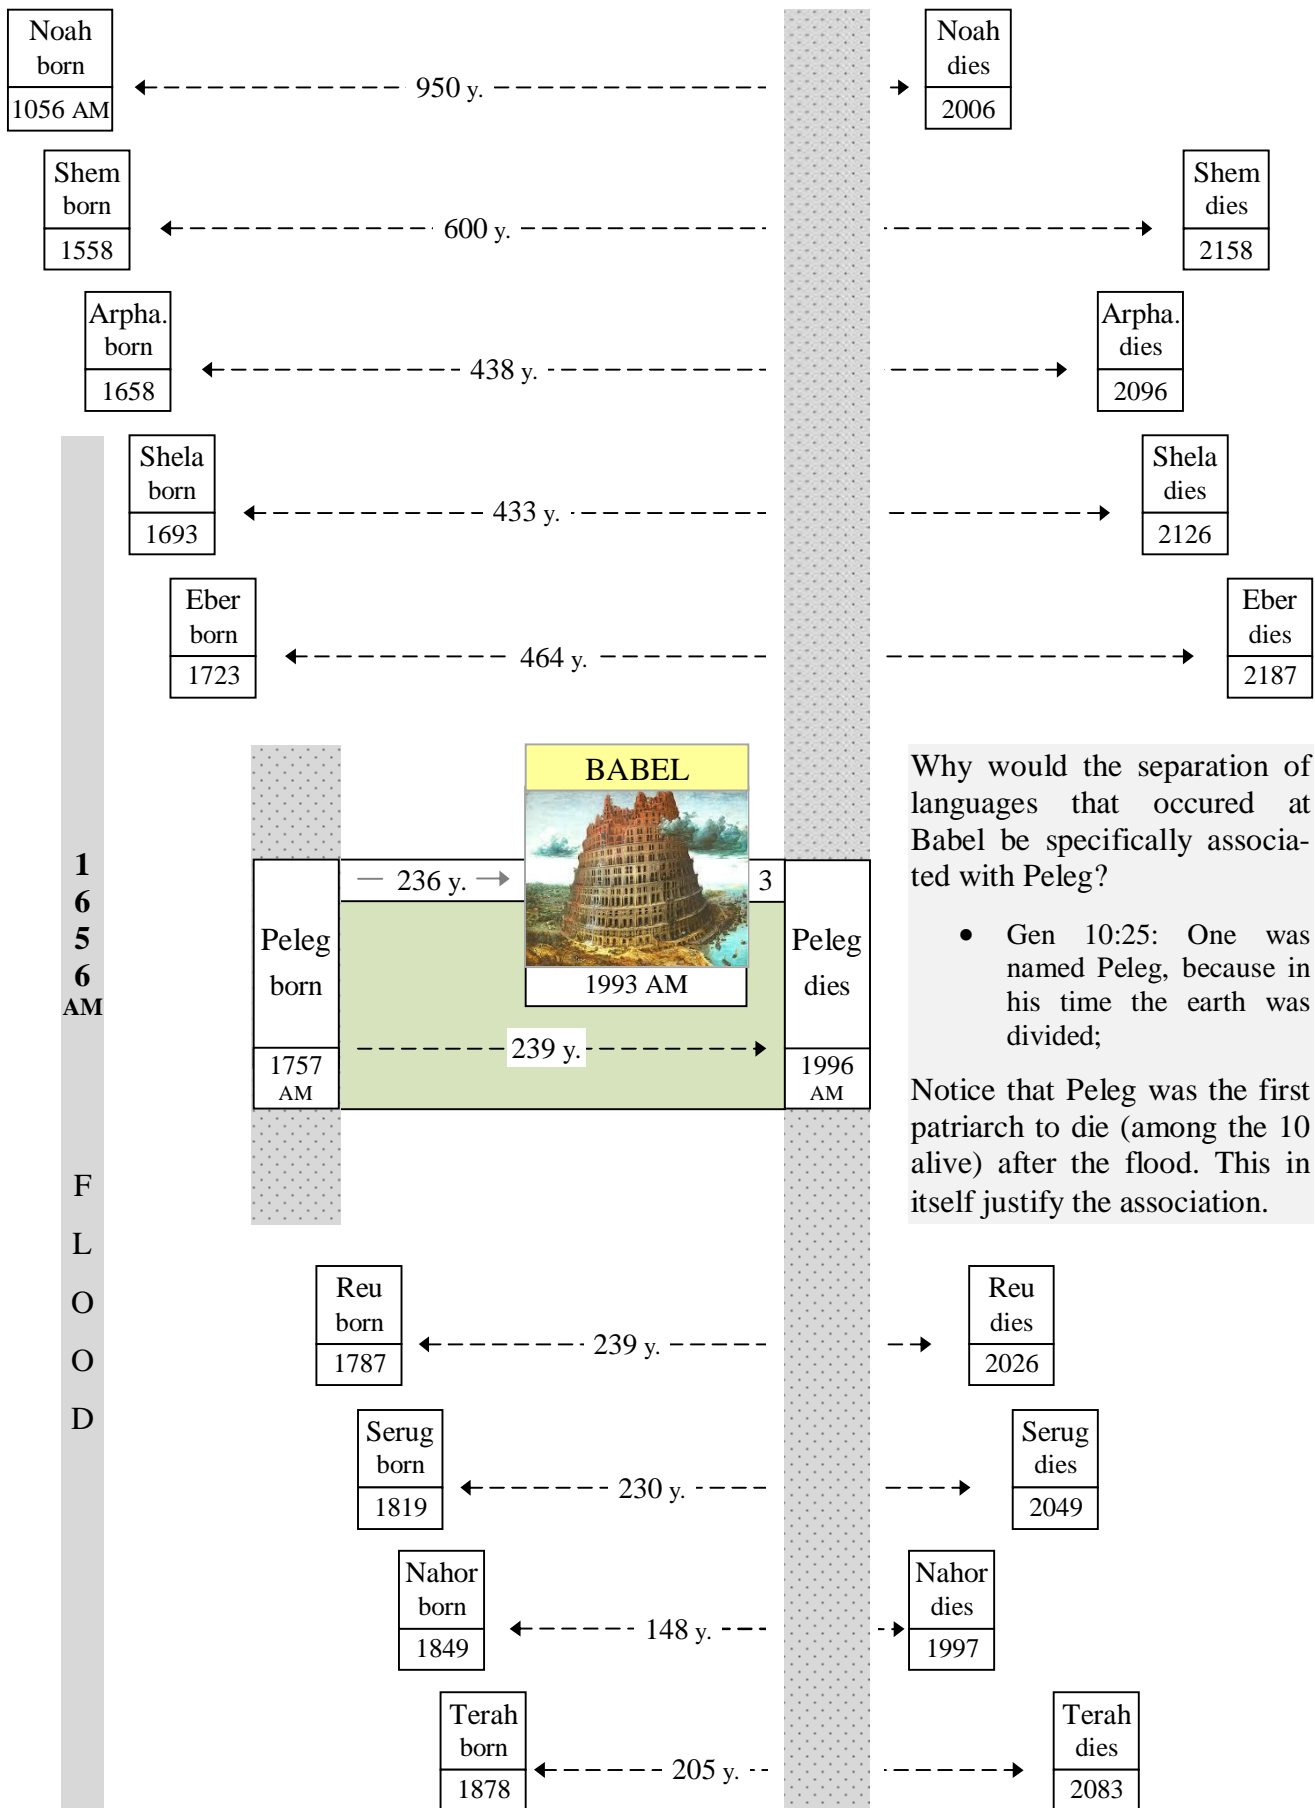 Noah
born
1056 AM
950 y.
Noah
dies
2006
Shem
born
1558
600 y.
Shem
dies
2158
Arpha.
born
1658
438 y.
Arpha.
dies
2096
Shela
born
1693
433 y.
Shela
dies
2126
Eber
born
1723
464 y.
Eber
dies
2187
1
6
5
6
AM
F
L
O
O
D
BABEL
236 y.
3
1993 AM
Peleg
born
1757
AM
239 y.
Peleg
dies
1996
AM
Why would the separation of
languages that occured at
Babel be specifically associa-
ted with Peleg?
• Gen 10:25: One was
named Peleg, because in
his time the earth was
divided;
Notice that Peleg was the first
patriarch to die (among the 10
alive) after the flood. This in
itself justify the association.
Reu
born
1787
239 y.
Reu
dies
2026
Serug
born
1819
230 y.
Serug
dies
2049
Nahor
born
1849
148 y.
Nahor
dies
1997
Terah
born
1878
205 y.
Terah
dies
2083